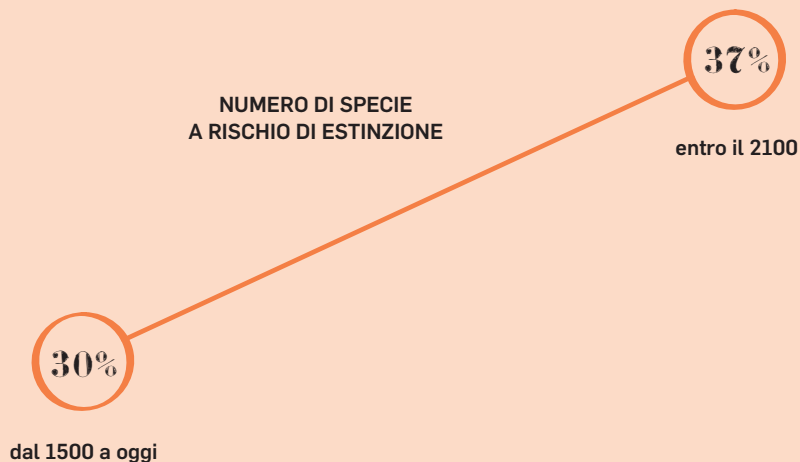 37%
NUMERO DI SPECIE
A RISCHIO DI ESTINZIONE
entro il 2100
30%
dal 1500 a oggi